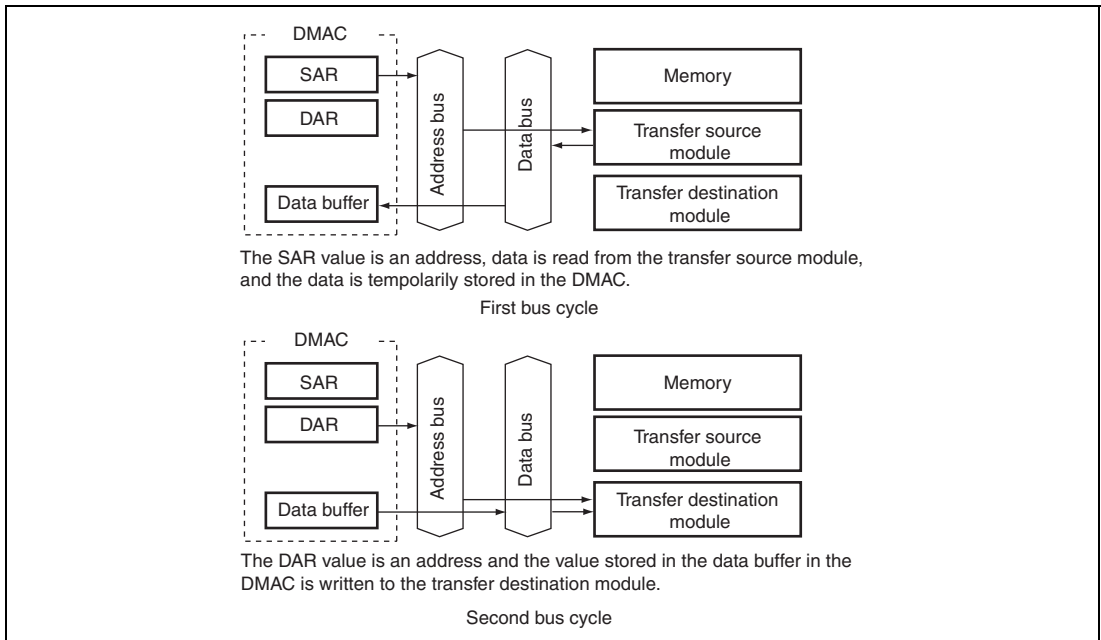 DMAC
SAR
DAR
Data buffer
Address bus
Data bus
Memory
Transfer source
module
Transfer destination
module
The SAR value is an address, data is read from the transfer source module,
and the data is tempolarily stored in the DMAC.
First bus cycle
DMAC
SAR
DAR
Data buffer
Address bus
Data bus
Memory
Transfer source
module
Transfer destination
module
The DAR value is an address and the value stored in the data buffer in the
DMAC is written to the transfer destination module.
Second bus cycle